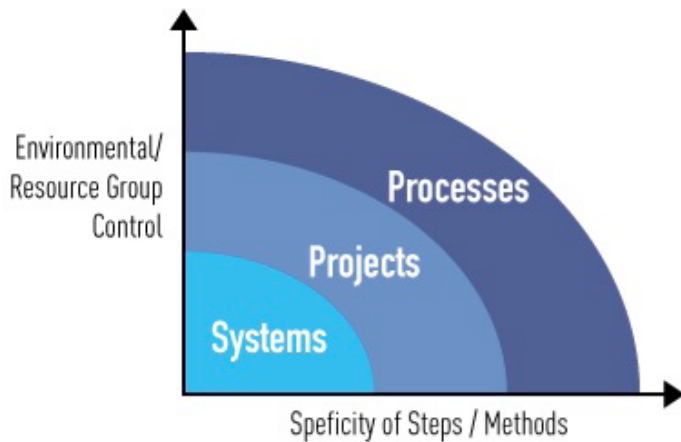 Environmental/
Resource Group
Control
Processes
Projects
Systems
Speficity of Steps / Methods